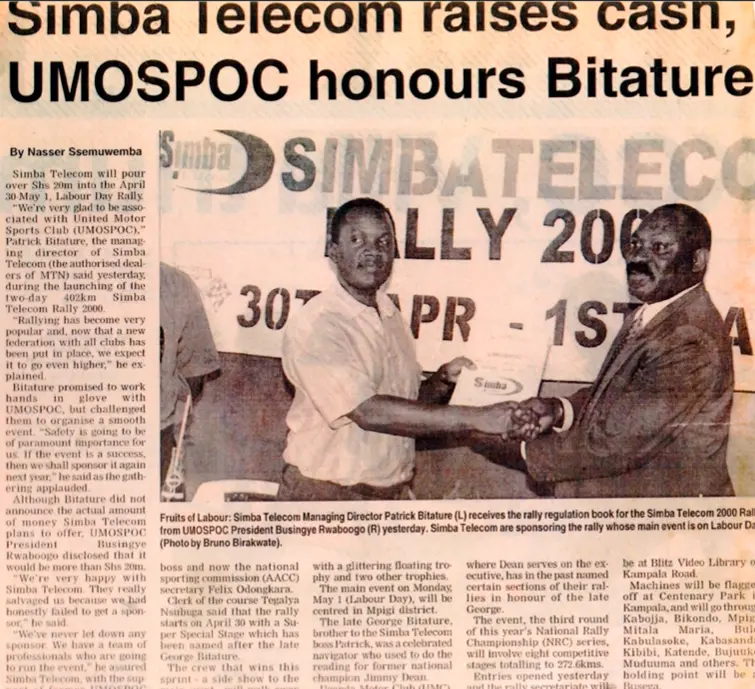 Simba Telecom raises cash,
UMOSPOC honours Bitature
By Nasser Ssemuwemba
Simba Telecom will pour
over Shs 20m into the April
30-May 1, Labour Day Rally.
"We're very glad to be asso-
ciated with United Motor
Sports Club (UMOSPOC),"
Patrick Bitature, the manag-
ing director of Simba
Telecom (the authorised deal-
ers of MTN) said yesterday,
during the launching of the
two-day 402km Simba
Telecom Rally 2000.
"Rallying has become very
popular and, now that a new
federation with all clubs has
been put in place, we expect
it to go even higher," he ex-
plained.
Bitature promised to work
hands in glove with
UMOSPOC, but challenged
them to organise a smooth
event. "Safety is going to be
of paramount importance for
us. If the event is a success,
then we shall sponsor it again
next year," he said as the gath-
ering applauded.
Although Bitature did not
announce the actual amount
of money Simba Telecom
plans to offer, UMOSPOC
President Busingye
Rwaboogo disclosed that it
would be more than Shs 20m.
"We're very happy with
Simba Telecom. They really
salvaged us because we had
honestly failed to get a spon-
sor," he said.
"We've never let down any
sponsor. We have a team of
professionals who are going
to run the event," he assured
Simba Telecom, with the sup-
Simba
SIMBA TELECO
RALLY 200
30T APR - 1ST
Simba
Fruits of Labour: Simba Telecom Managing Director Patrick Bitature (L) receives the rally regulation book for the Simba Telecom 2000 Ral
from UMOSPOC President Busingye Rwaboogo (R) yesterday. Simba Telecom are sponsoring the rally whose main event is on Labour Da
(Photo by Bruno Birakwate).
boss and now the national
sporting commission (AACC)
secretary Felix Odongkara.
Clerk of the course Tegalya
Nsubuga said that the rally
starts on April 30 with a Su-
per Special Stage which has
been named after the late
George Bitature.
The crew that wins this
sprint - a side show to the
with a glittering floating tro-
phy and two other trophies.
The main event on Monday,
May 1 (Labour Day), will be
centred in Mpigi district.
The late George Bitature,
brother to the Simba Telecom
boss Patrick, was a celebrated
navigator who used to do the
reading for former national
champion Jimmy Dean.
where Dean serves on the ex-
ecutive, has in the past named
certain sections of their ral-
lies in honour of the late
George.
The event, the third round
of this year's National Rally
Championship (NRC) series,
will involve eight competitive
stages totalling to 272.6kms.
Entries opened yesterday
and the rally secretariat will
be at Blitz Video Library o
Kampala Road.
Machines will be flagge
off at Centenary Park i
Kampala, and will go throug
Kabojja, Bikondo, Mpig
Mitala Maria, Bul
Kabulasoke, Kabasand
Kibibi, Katende, Bujuuk
Muduuma and others. T
holding point will be
Busega.